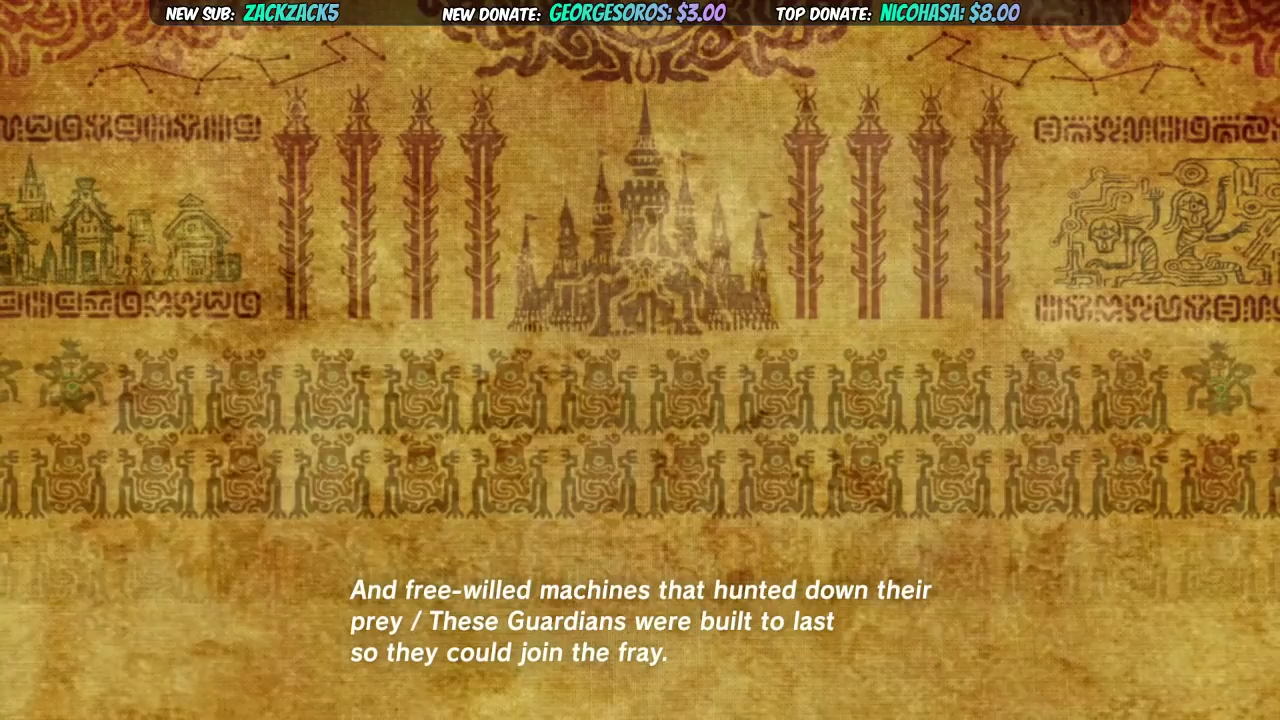 NEW SUB: ZACKZACK5 NEW DONATE: GEORGESOROS: $3.00 TOP DONATE: NICOHASA: $8.00
And free-willed machines that hunted down their
prey / These Guardians were built to last
so they could join the fray.